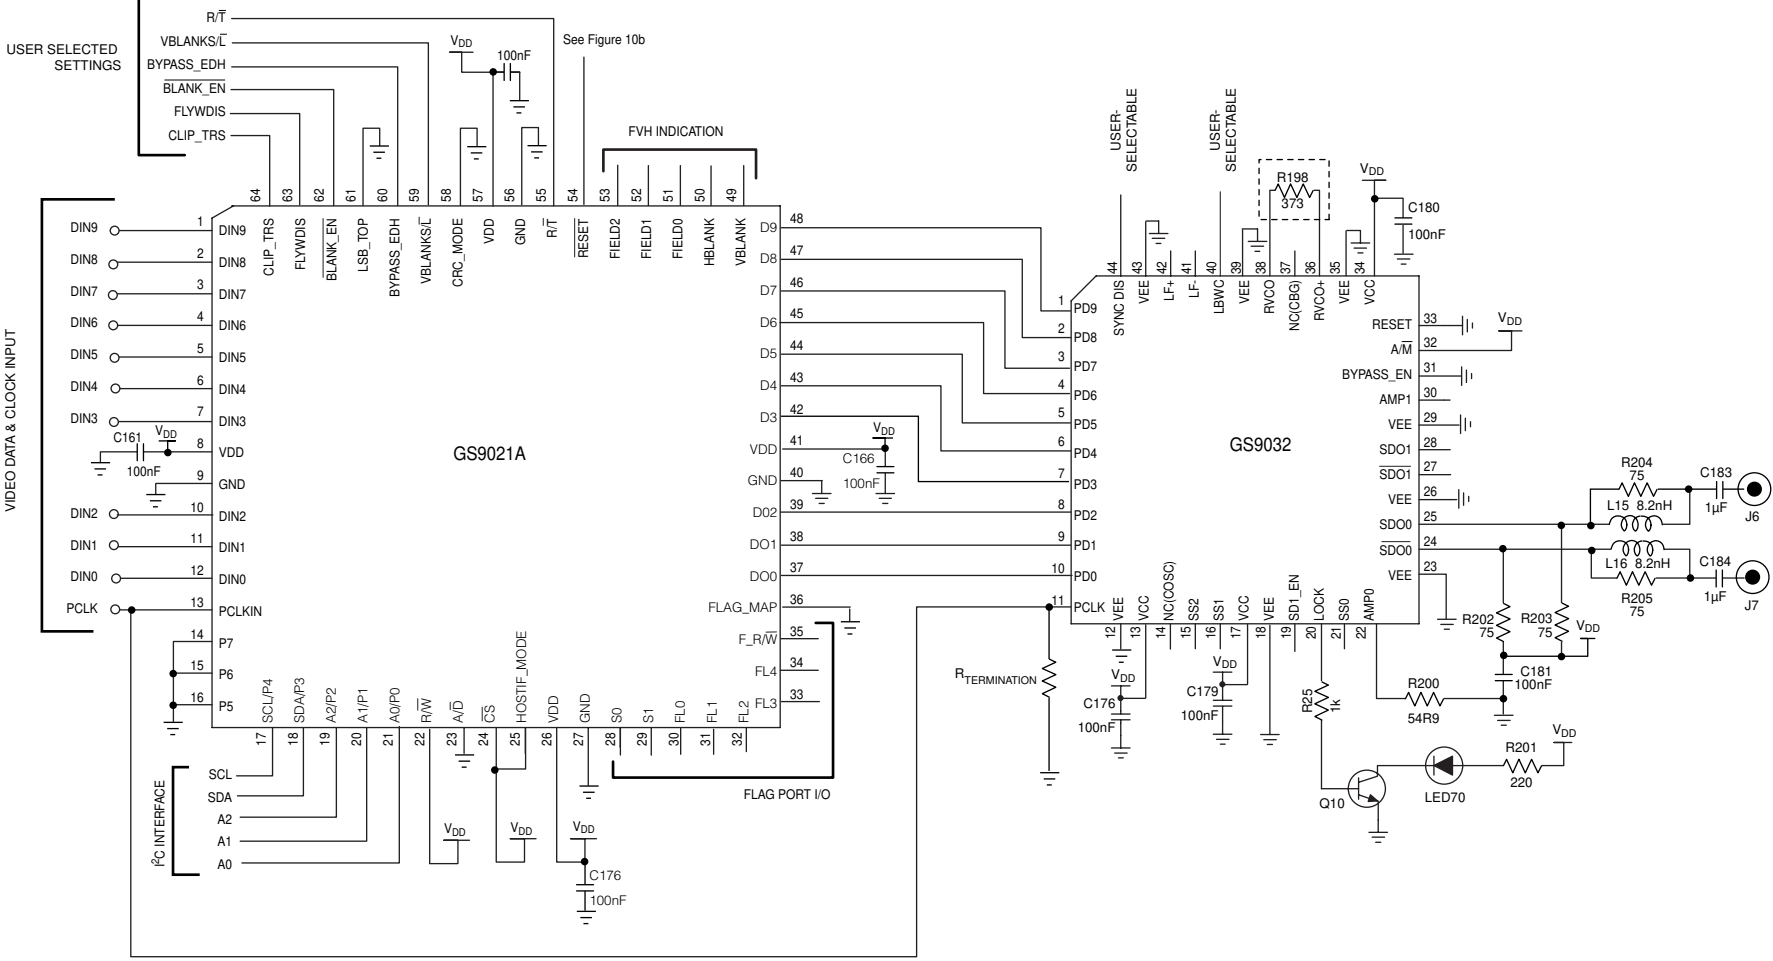 USER SELECTED
SETTINGS
R/T̅
VBLANKS/L̅
BYPASS_EDH
B̅L̅A̅N̅K̅_̅E̅N̅
FLYWDIS
CLIP_TRS
VDD
100nF
See Figure 10b
FVH INDICATION
64 63 62 61 60 59 58 57 56 55 54 53 52 51 50 49
CLIP_TRS
FLYWDIS
B̅L̅A̅N̅K̅_̅E̅N̅
LSB_TOP
BYPASS_EDH
VBLANKS/L̅
CRC_MODE
VDD
GND
R̅/T
R̅E̅S̅E̅T̅
FIELD2
FIELD1
FIELD0
HBLANK
VBLANK
VIDEO DATA & CLOCK INPUT
DIN9 1 DIN9
DIN8 2 DIN8
DIN7 3 DIN7
DIN6 4 DIN6
DIN5 5 DIN5
DIN4 6 DIN4
DIN3 7 DIN3
C161 VDD 8 VDD
100nF
9 GND
DIN2 10 DIN2
DIN1 11 DIN1
DIN0 12 DIN0
PCLK 13 PCLKIN
14 P7
15 P6
16 P5
GS9021A
D9 48
D8 47
D7 46
D6 45
D5 44
D4 43
D3 42
VDD 41
VDD
C166
100nF
GND 40
D02 39
DO1 38
DO0 37
FLAG_MAP 36
F_R/W̅ 35
FL4 34
FL3 33
SCL/P4
SDA/P3
A2/P2
A1/P1
A0/P0
R̅/W
A̅/D
C̅S̅
HOSTIF_MODE
VDD
GND
S0
S1
FL0
FL1
FL2
17 18 19 20 21 22 23 24 25 26 27 28 29 30 31 32
I2C INTERFACE
SCL
SDA
A2
A1
A0
VDD
VDD
VDD
C176
100nF
FLAG PORT I/O
USER-
SELECTABLE
USER-
SELECTABLE
R198
373
VDD
C180
100nF
44 43 42 41 40 39 38 37 36 35 34
SYNC DIS
VEE
LF+
LF-
LBWC
VEE
RVCO
NC(CBG)
RVCO+
VEE
VCC
1 PD9
2 PD8
3 PD7
4 PD6
5 PD5
6 PD4
7 PD3
8 PD2
9 PD1
10 PD0
11 PCLK
GS9032
RESET 33
A/M̅ 32
VDD
BYPASS_EN 31
AMP1 30
VEE 29
SDO1 28
S̅D̅O̅1̅ 27
VEE 26
SDO0 25
S̅D̅O̅0̅ 24
VEE 23
VEE
VCC
NC(COSC)
SS2
SS1
VCC
VEE
SD1_EN
LOCK
SS0
AMP0
12 13 14 15 16 17 18 19 20 21 22
RTERMINATION
VDD
C176
100nF
VDD
C179
100nF
R25
1k
R204
75
L15 8.2nH
C183
1µF
J6
L16 8.2nH
R205
75
C184
1µF
J7
R202
75
R203
75
VDD
C181
100nF
R200
54R9
Q10
LED70
R201
220
VDD